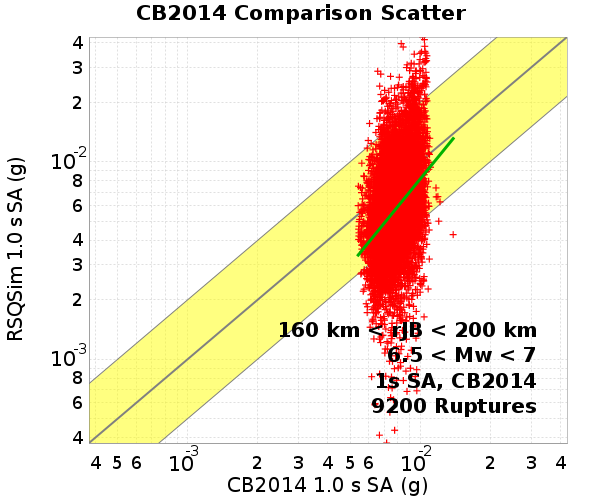 CB2014 Comparison Scatter
RSQSim 1.0 s SA (g)
4
3
2
10-2
8
6
4
3
2
10-3
8
6
4
160 km < rJB < 200 km
6.5 < Mw < 7
1s SA, CB2014
9200 Ruptures
4 5 6 10-3 2 3 4 5 6 10-2 2 3 4
CB2014 1.0 s SA (g)